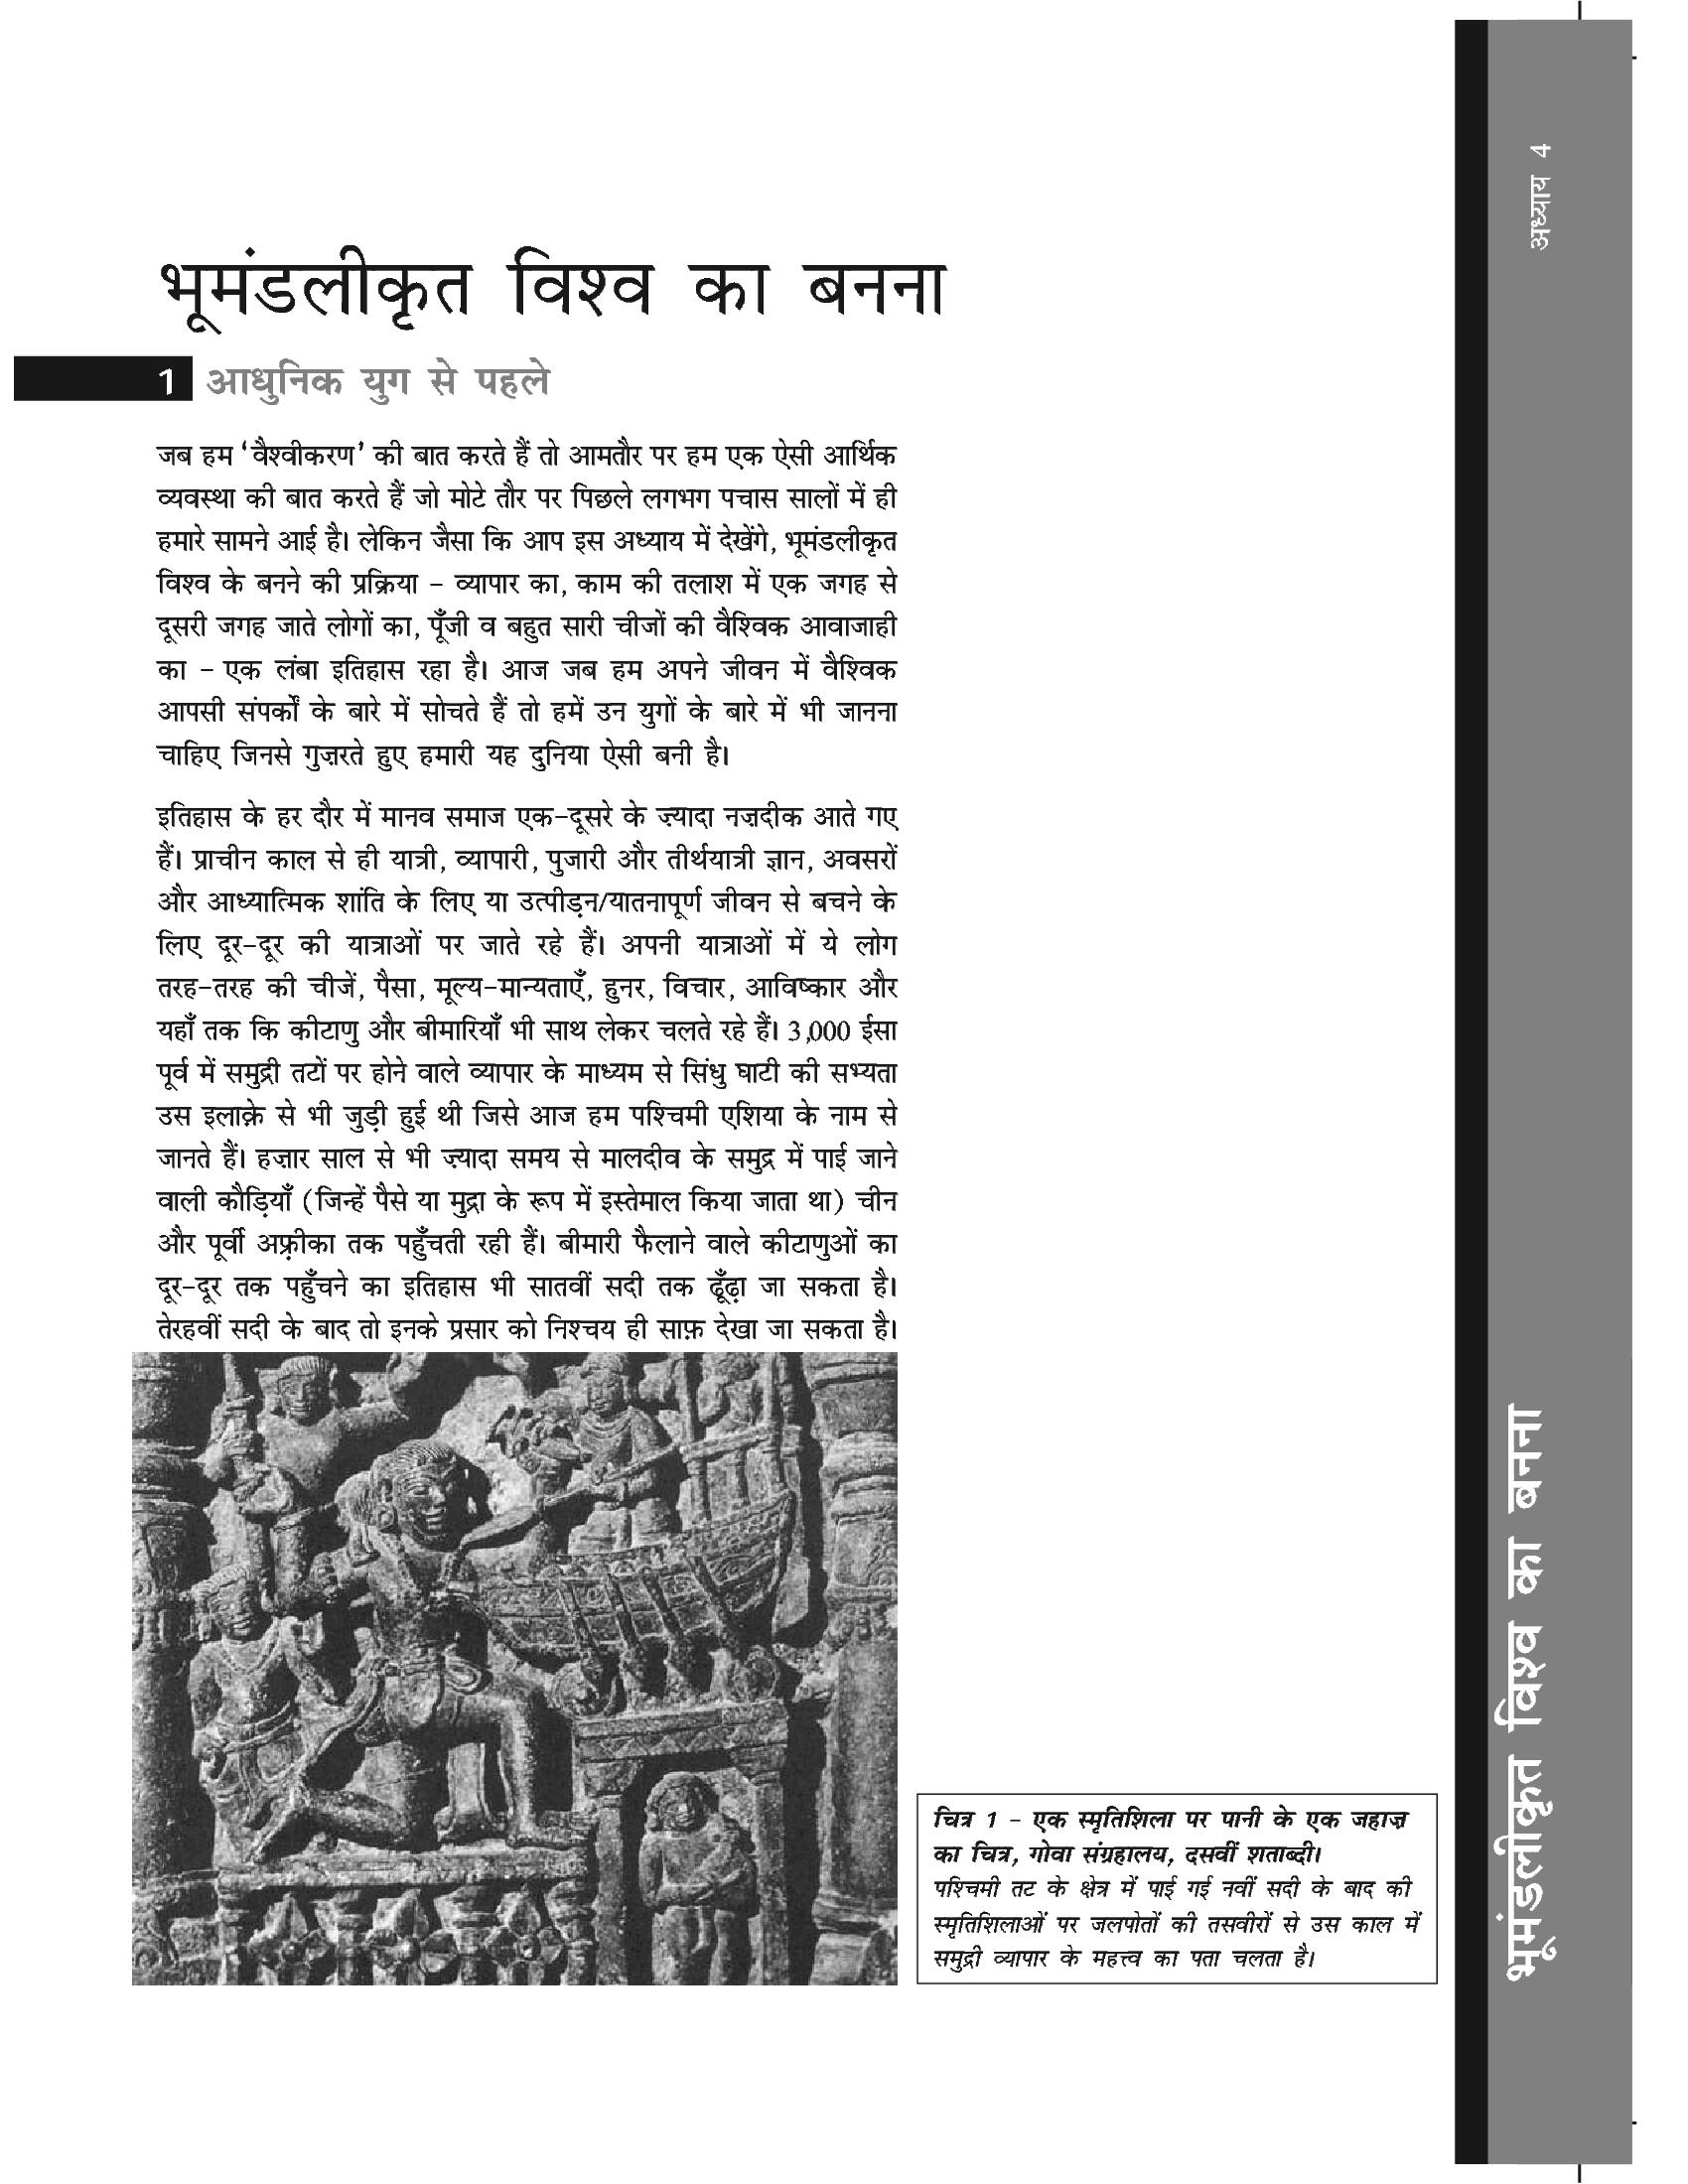 अध्याय 4
भूमंडलीकृत विश्व का बनना
1 आधुनिक युग से पहले
जब हम ‘वैश्वीकरण’ की बात करते हैं तो आमतौर पर हम एक ऐसी आर्थिक
व्यवस्था की बात करते हैं जो मोटे तौर पर पिछले लगभग पचास सालों में ही
हमारे सामने आई है। लेकिन जैसा कि आप इस अध्याय में देखेंगे, भूमंडलीकृत
विश्व के बनने की प्रक्रिया – व्यापार का, काम की तलाश में एक जगह से
दूसरी जगह जाते लोगों का, पूँजी व बहुत सारी चीजों की वैश्विक आवाजाही
का – एक लंबा इतिहास रहा है। आज जब हम अपने जीवन में वैश्विक
आपसी संपर्कों के बारे में सोचते हैं तो हमें उन युगों के बारे में भी जानना
चाहिए जिनसे गुज़रते हुए हमारी यह दुनिया ऐसी बनी है।
इतिहास के हर दौर में मानव समाज एक-दूसरे के ज़्यादा नज़दीक आते गए
हैं। प्राचीन काल से ही यात्री, व्यापारी, पुजारी और तीर्थयात्री ज्ञान, अवसरों
और आध्यात्मिक शांति के लिए या उत्पीड़न/यातनापूर्ण जीवन से बचने के
लिए दूर-दूर की यात्राओं पर जाते रहे हैं। अपनी यात्राओं में ये लोग
तरह-तरह की चीजें, पैसा, मूल्य-मान्यताएँ, हुनर, विचार, आविष्कार और
यहाँ तक कि कीटाणु और बीमारियाँ भी साथ लेकर चलते रहे हैं। 3,000 ईसा
पूर्व में समुद्री तटों पर होने वाले व्यापार के माध्यम से सिंधु घाटी की सभ्यता
उस इलाक़े से भी जुड़ी हुई थी जिसे आज हम पश्चिमी एशिया के नाम से
जानते हैं। हज़ार साल से भी ज़्यादा समय से मालदीव के समुद्र में पाई जाने
वाली कौड़ियाँ (जिन्हें पैसे या मुद्रा के रूप में इस्तेमाल किया जाता था) चीन
और पूर्वी अफ़्रीका तक पहुँचती रही हैं। बीमारी फैलाने वाले कीटाणुओं का
दूर-दूर तक पहुँचने का इतिहास भी सातवीं सदी तक ढूँढ़ा जा सकता है।
तेरहवीं सदी के बाद तो इनके प्रसार को निश्चय ही साफ़ देखा जा सकता है।
चित्र 1 – एक स्मृतिशिला पर पानी के एक जहाज़
का चित्र, गोवा संग्रहालय, दसवीं शताब्दी।
पश्चिमी तट के क्षेत्र में पाई गई नवीं सदी के बाद की
स्मृतिशिलाओं पर जलपोतों की तसवीरों से उस काल में
समुद्री व्यापार के महत्त्व का पता चलता है।
भूमंडलीकृत विश्व का बनना